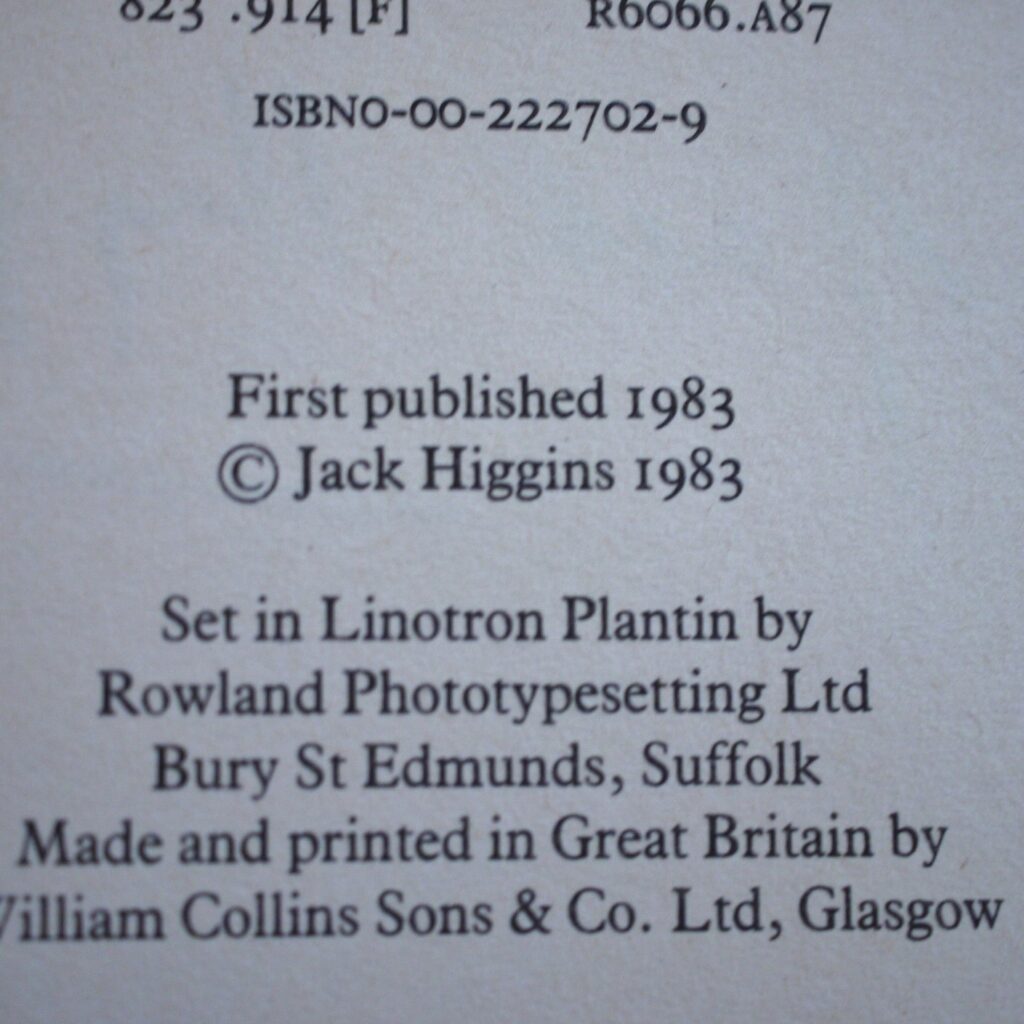 823 .914 [F] R6066.A87
ISBN0-00-222702-9
First published 1983
© Jack Higgins 1983
Set in Linotron Plantin by
Rowland Phototypesetting Ltd
Bury St Edmunds, Suffolk
Made and printed in Great Britain by
William Collins Sons & Co. Ltd, Glasgow